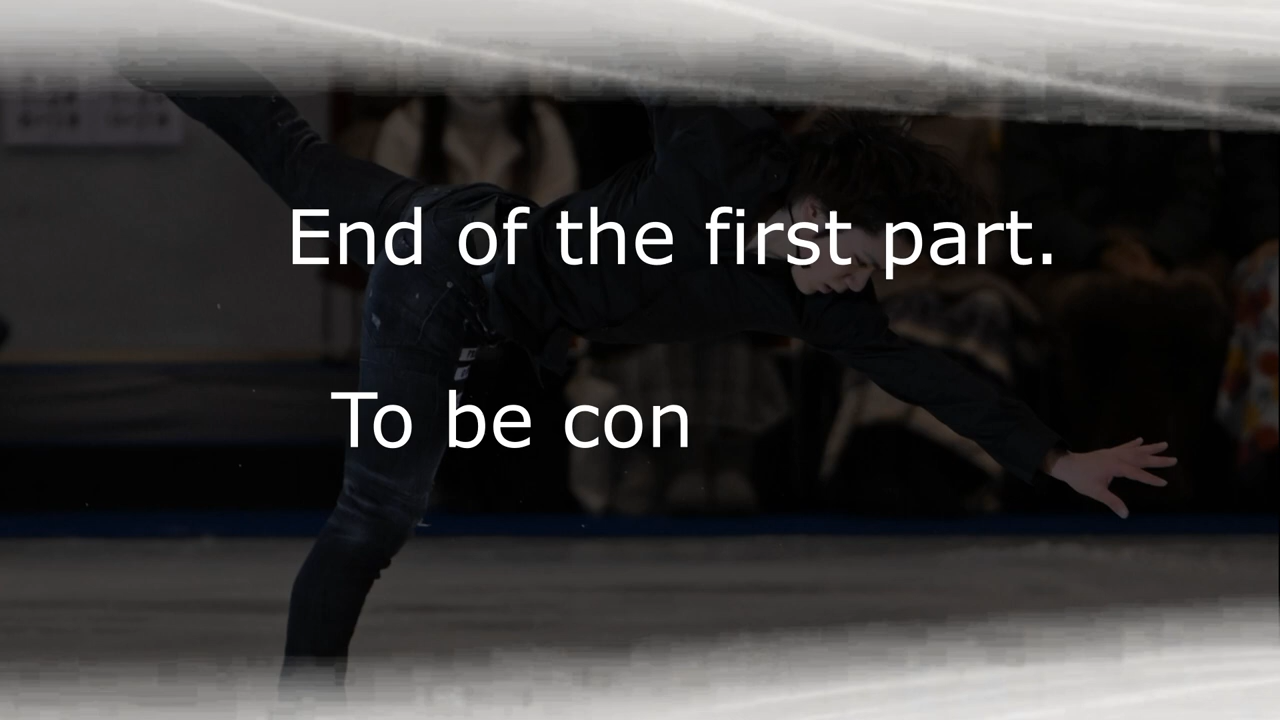 End of the first part.
To be con